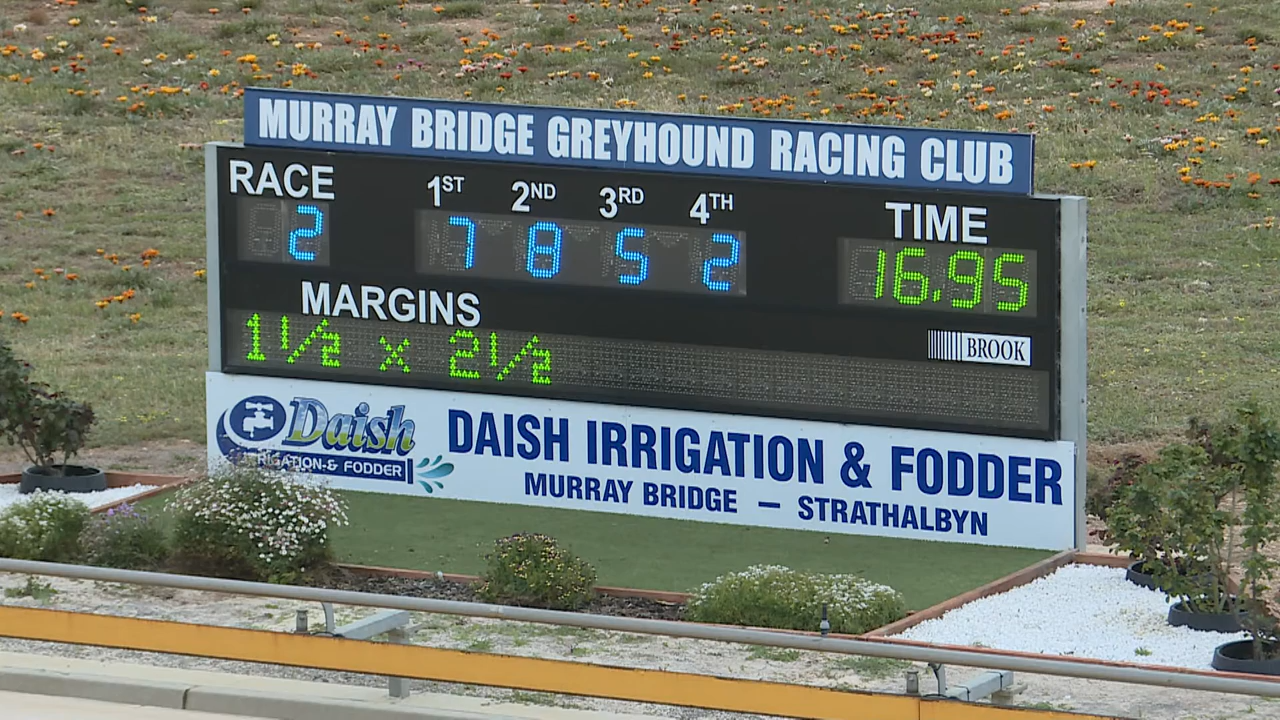 MURRAY BRIDGE GREYHOUND RACING CLUB
RACE 1ST 2ND 3RD 4TH TIME
2 7 8 5 2 16.95
MARGINS
1½ x 2½
BROOK
Daish
IRRIGATION & FODDER
DAISH IRRIGATION & FODDER
MURRAY BRIDGE — STRATHALBYN